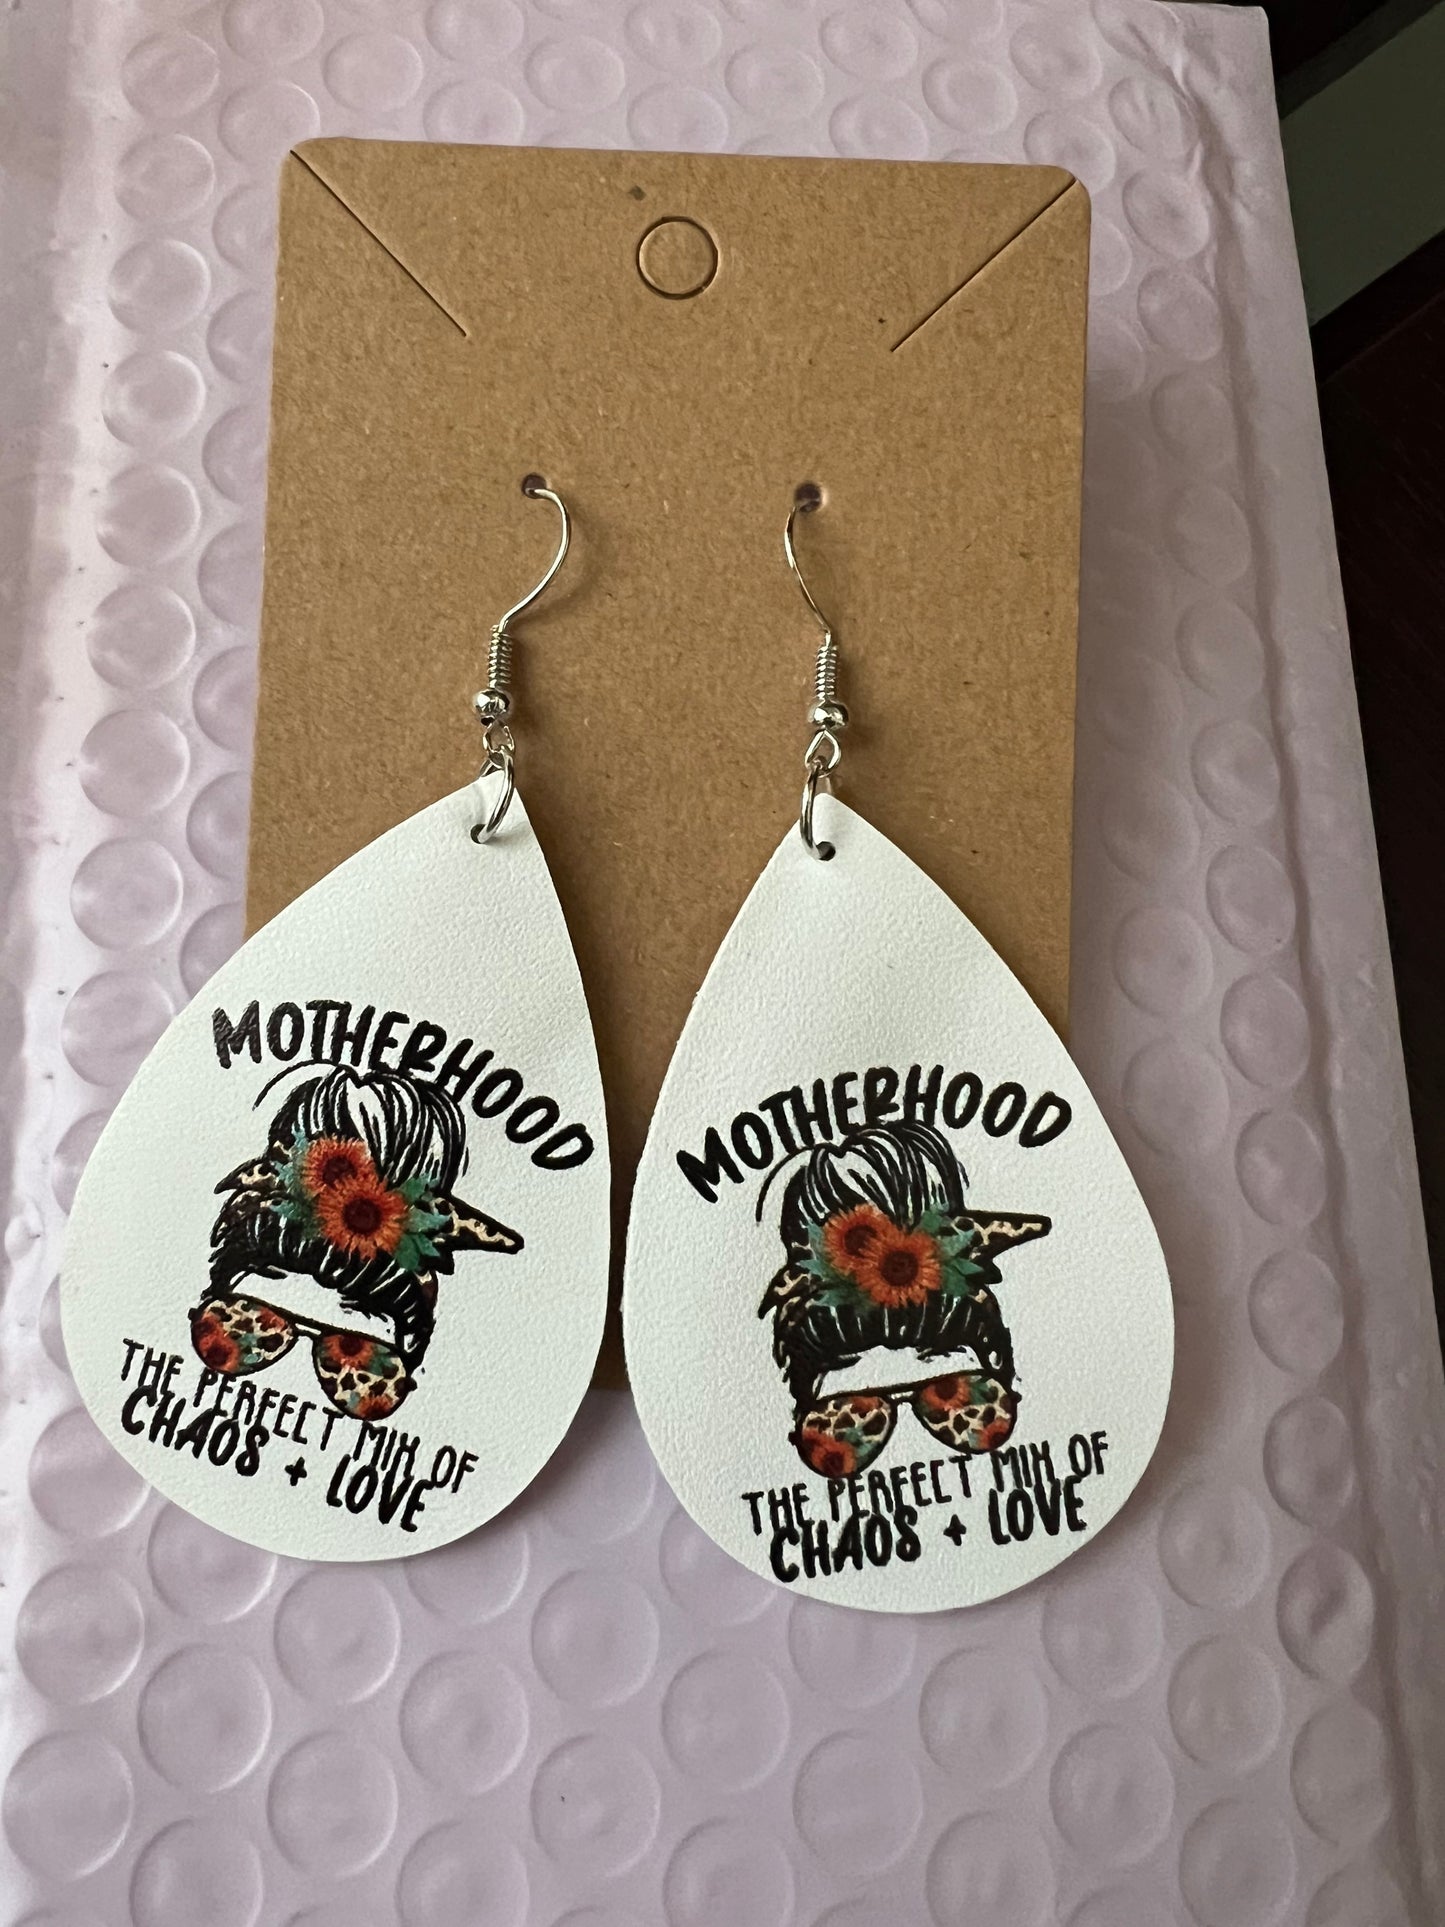 MOTHERHOOD
THE PERFECT MIX OF
CHAOS + LOVE
MOTHERHOOD
THE PERFECT MIX OF
CHAOS + LOVE